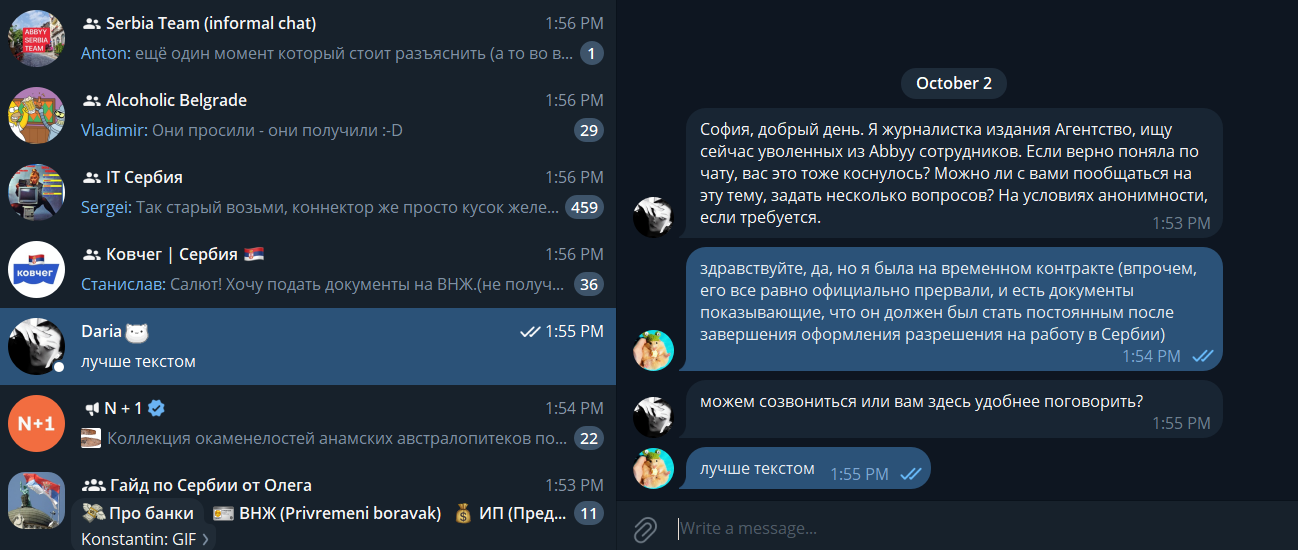 Serbia Team (informal chat) 1:56 PM
Anton: ещё один момент который стоит разъяснить (а то во в... 1
ABBYY
SERBIA
TEAM
Alcoholic Belgrade 1:56 PM
Vladimir: Они просили - они получили :-D 29
IT Сербия 1:56 PM
Sergei: Так старый возьми, коннектор же просто кусок желе... 459
Ковчег | Сербия 🇷🇸 1:56 PM
Станислав: Салют! Хочу подать документы на ВНЖ.(не получ... 36
КОВЧЕГ
Daria 1:55 PM
лучше текстом
N + 1 1:54 PM
Коллекция окаменелостей анамских австралопитеков по... 22
N+1
Гайд по Сербии от Олега 1:53 PM
💸 Про банки 🪪 ВНЖ (Privremeni boravak) 💰 ИП (Пред... 11
Konstantin: GIF
October 2
София, добрый день. Я журналистка издания Агентство, ищу
сейчас уволенных из Abbyy сотрудников. Если верно поняла по
чату, вас это тоже коснулось? Можно ли с вами пообщаться на
эту тему, задать несколько вопросов? На условиях анонимности,
если требуется. 1:53 PM
здравствуйте, да, но я была на временном контракте (впрочем,
его все равно официально прервали, и есть документы
показывающие, что он должен был стать постоянным после
завершения оформления разрешения на работу в Сербии)
1:54 PM
можем созвониться или вам здесь удобнее поговорить?
1:55 PM
лучше текстом 1:55 PM
Write a message...